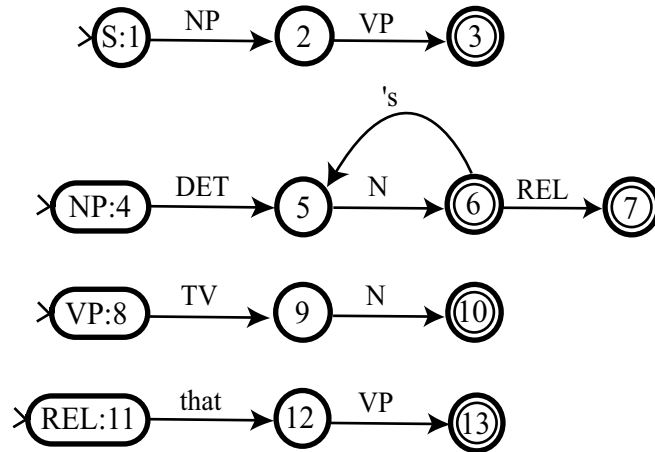 NP VP
S:1 2 3
's
DET N REL
NP:4 5 6 7
TV N
VP:8 9 10
that VP
REL:11 12 13